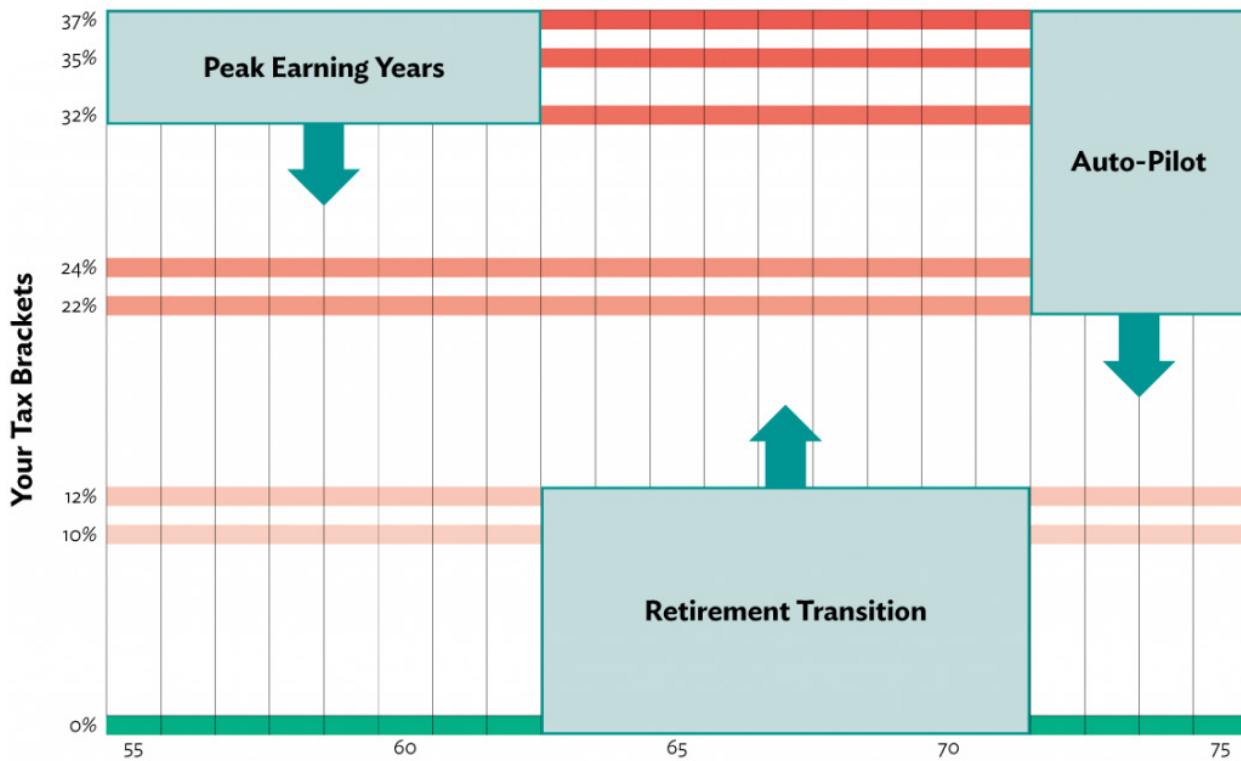 37%
Peak Earning Years
35%
32%
Auto-Pilot
24%
22%
Your Tax Brackets
12%
10%
Retirement Transition
0%
55 60 65 70 75